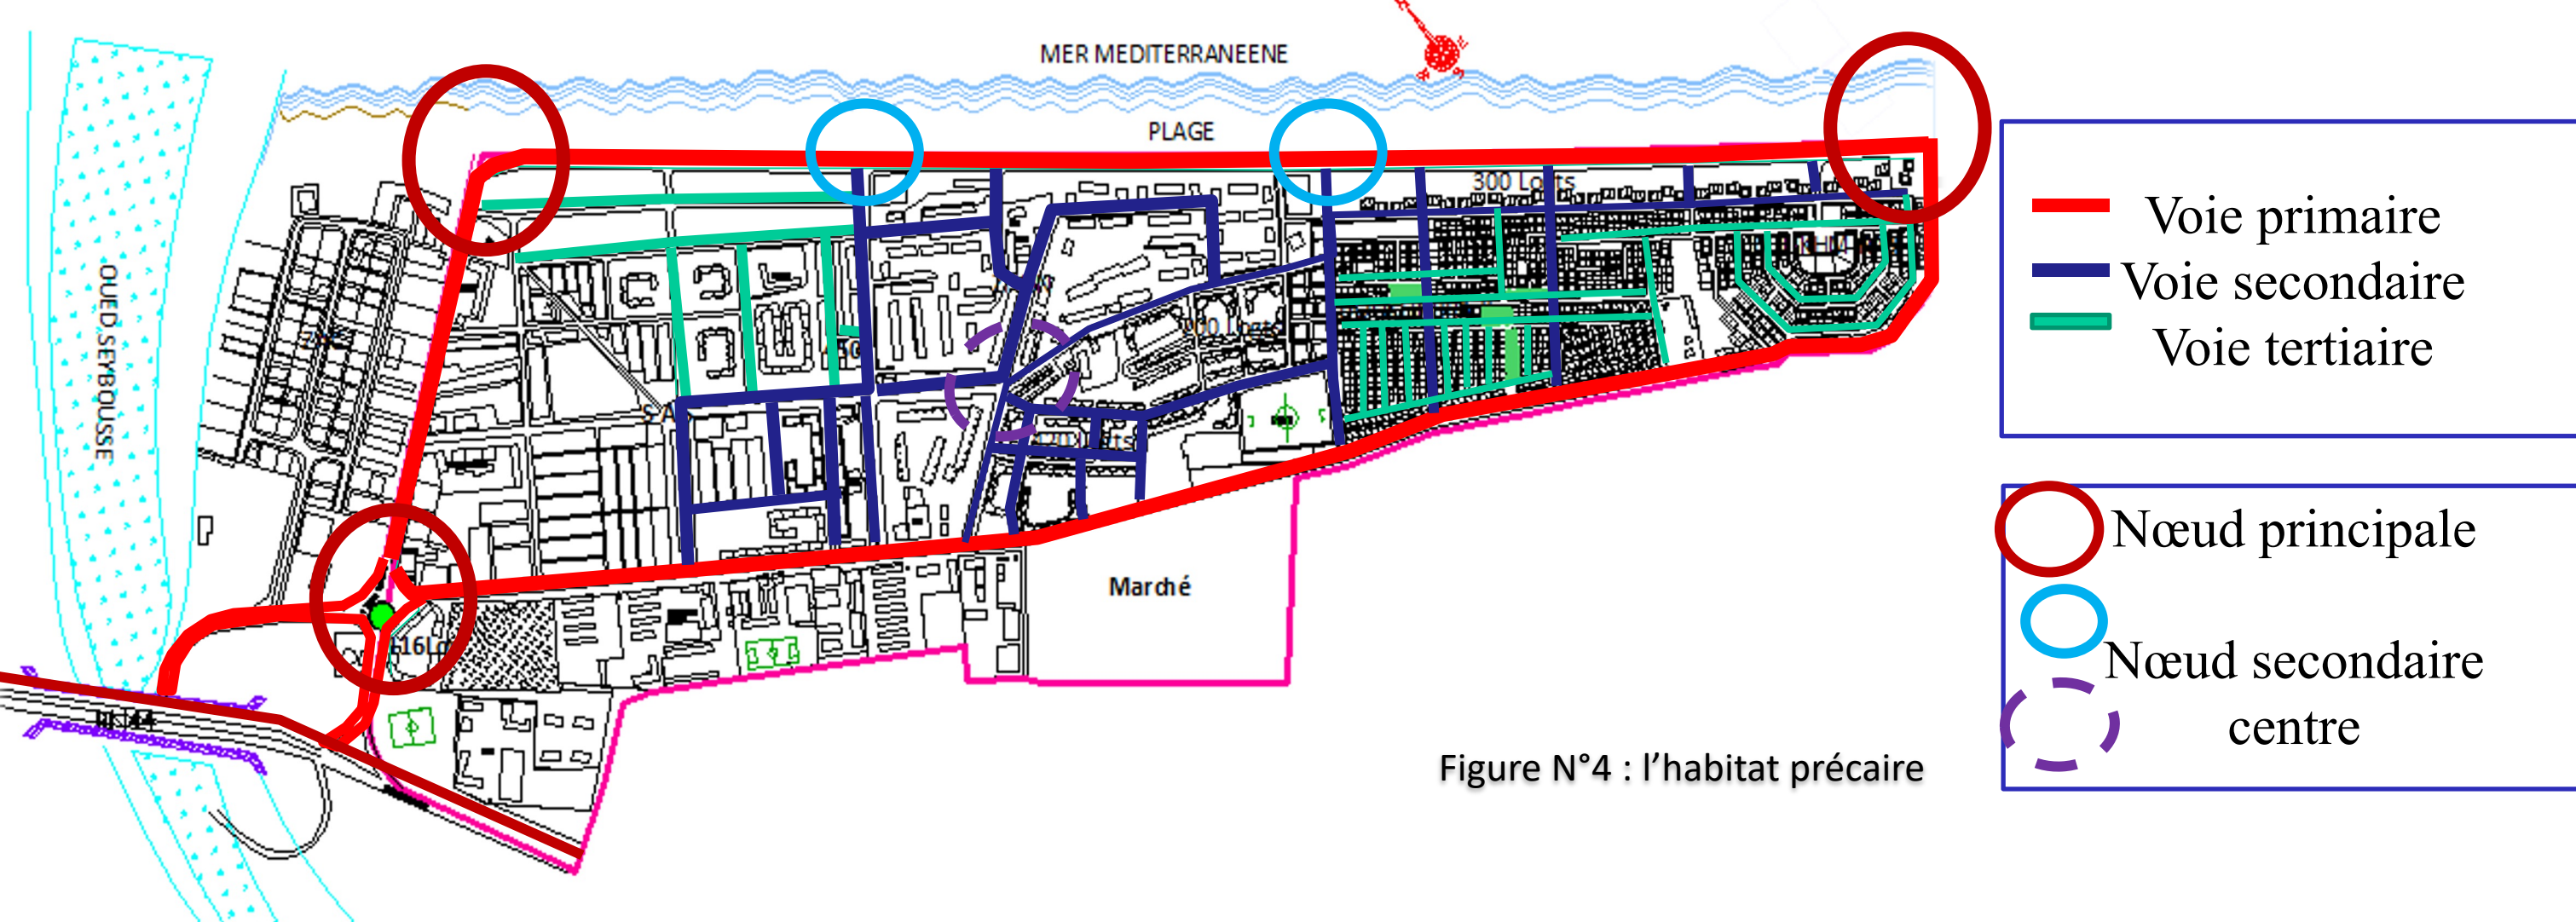 MER MEDITERRANEENE
PLAGE
300 Logts
OUED SEYBOUSSE
Marché
Figure N°4 : l'habitat précaire
Voie primaire
Voie secondaire
Voie tertiaire
Nœud principale
Nœud secondaire
centre